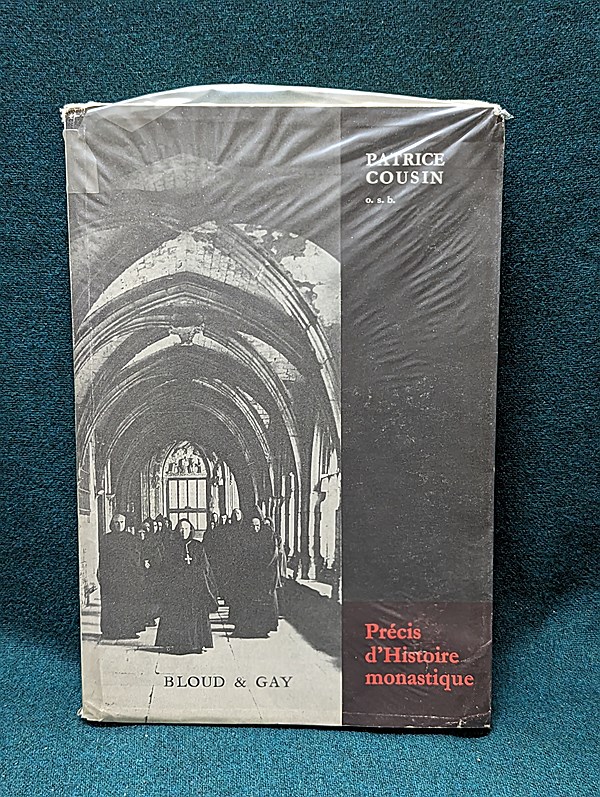 PATRICE
COUSIN
o. s. b.
Précis
d'Histoire
monastique
BLOUD & GAY